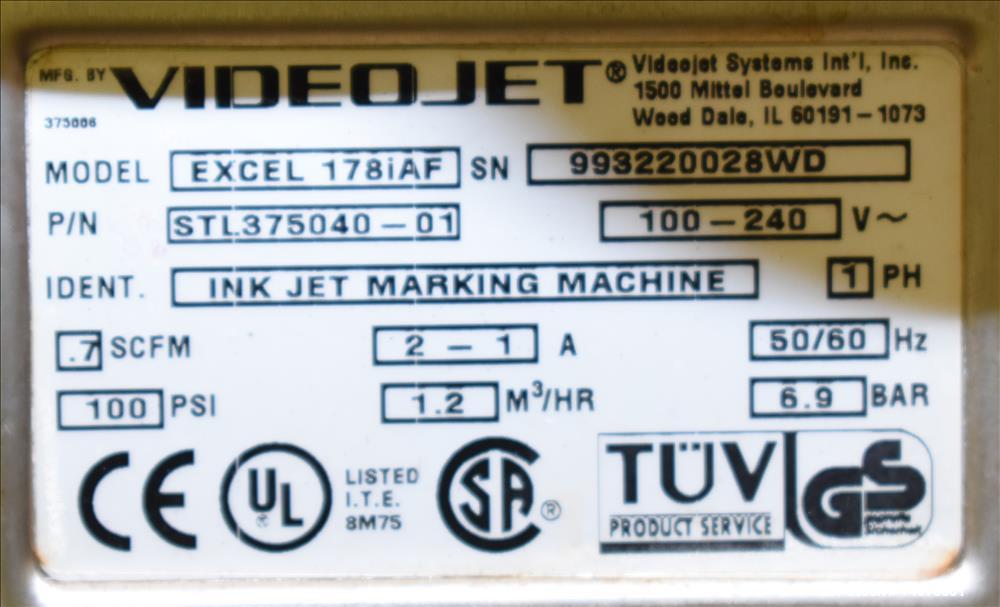 MFG. BY VIDEOJET® Videojet Systems Int'l, Inc.
1500 Mittel Boulevard
375006 Wood Dale, IL 60191-1073
MODEL EXCEL 178iAF SN 993220028WD
P/N STL375040-01 100-240 V~
IDENT. INK JET MARKING MACHINE 1 PH
.7 SCFM 2 - 1 A 50/60 Hz
100 PSI 1.2 M³/HR 6.9 BAR
CE UL ® LISTED
I.T.E.
8M75
SA ®
TÜV
PRODUCT SERVICE
GS